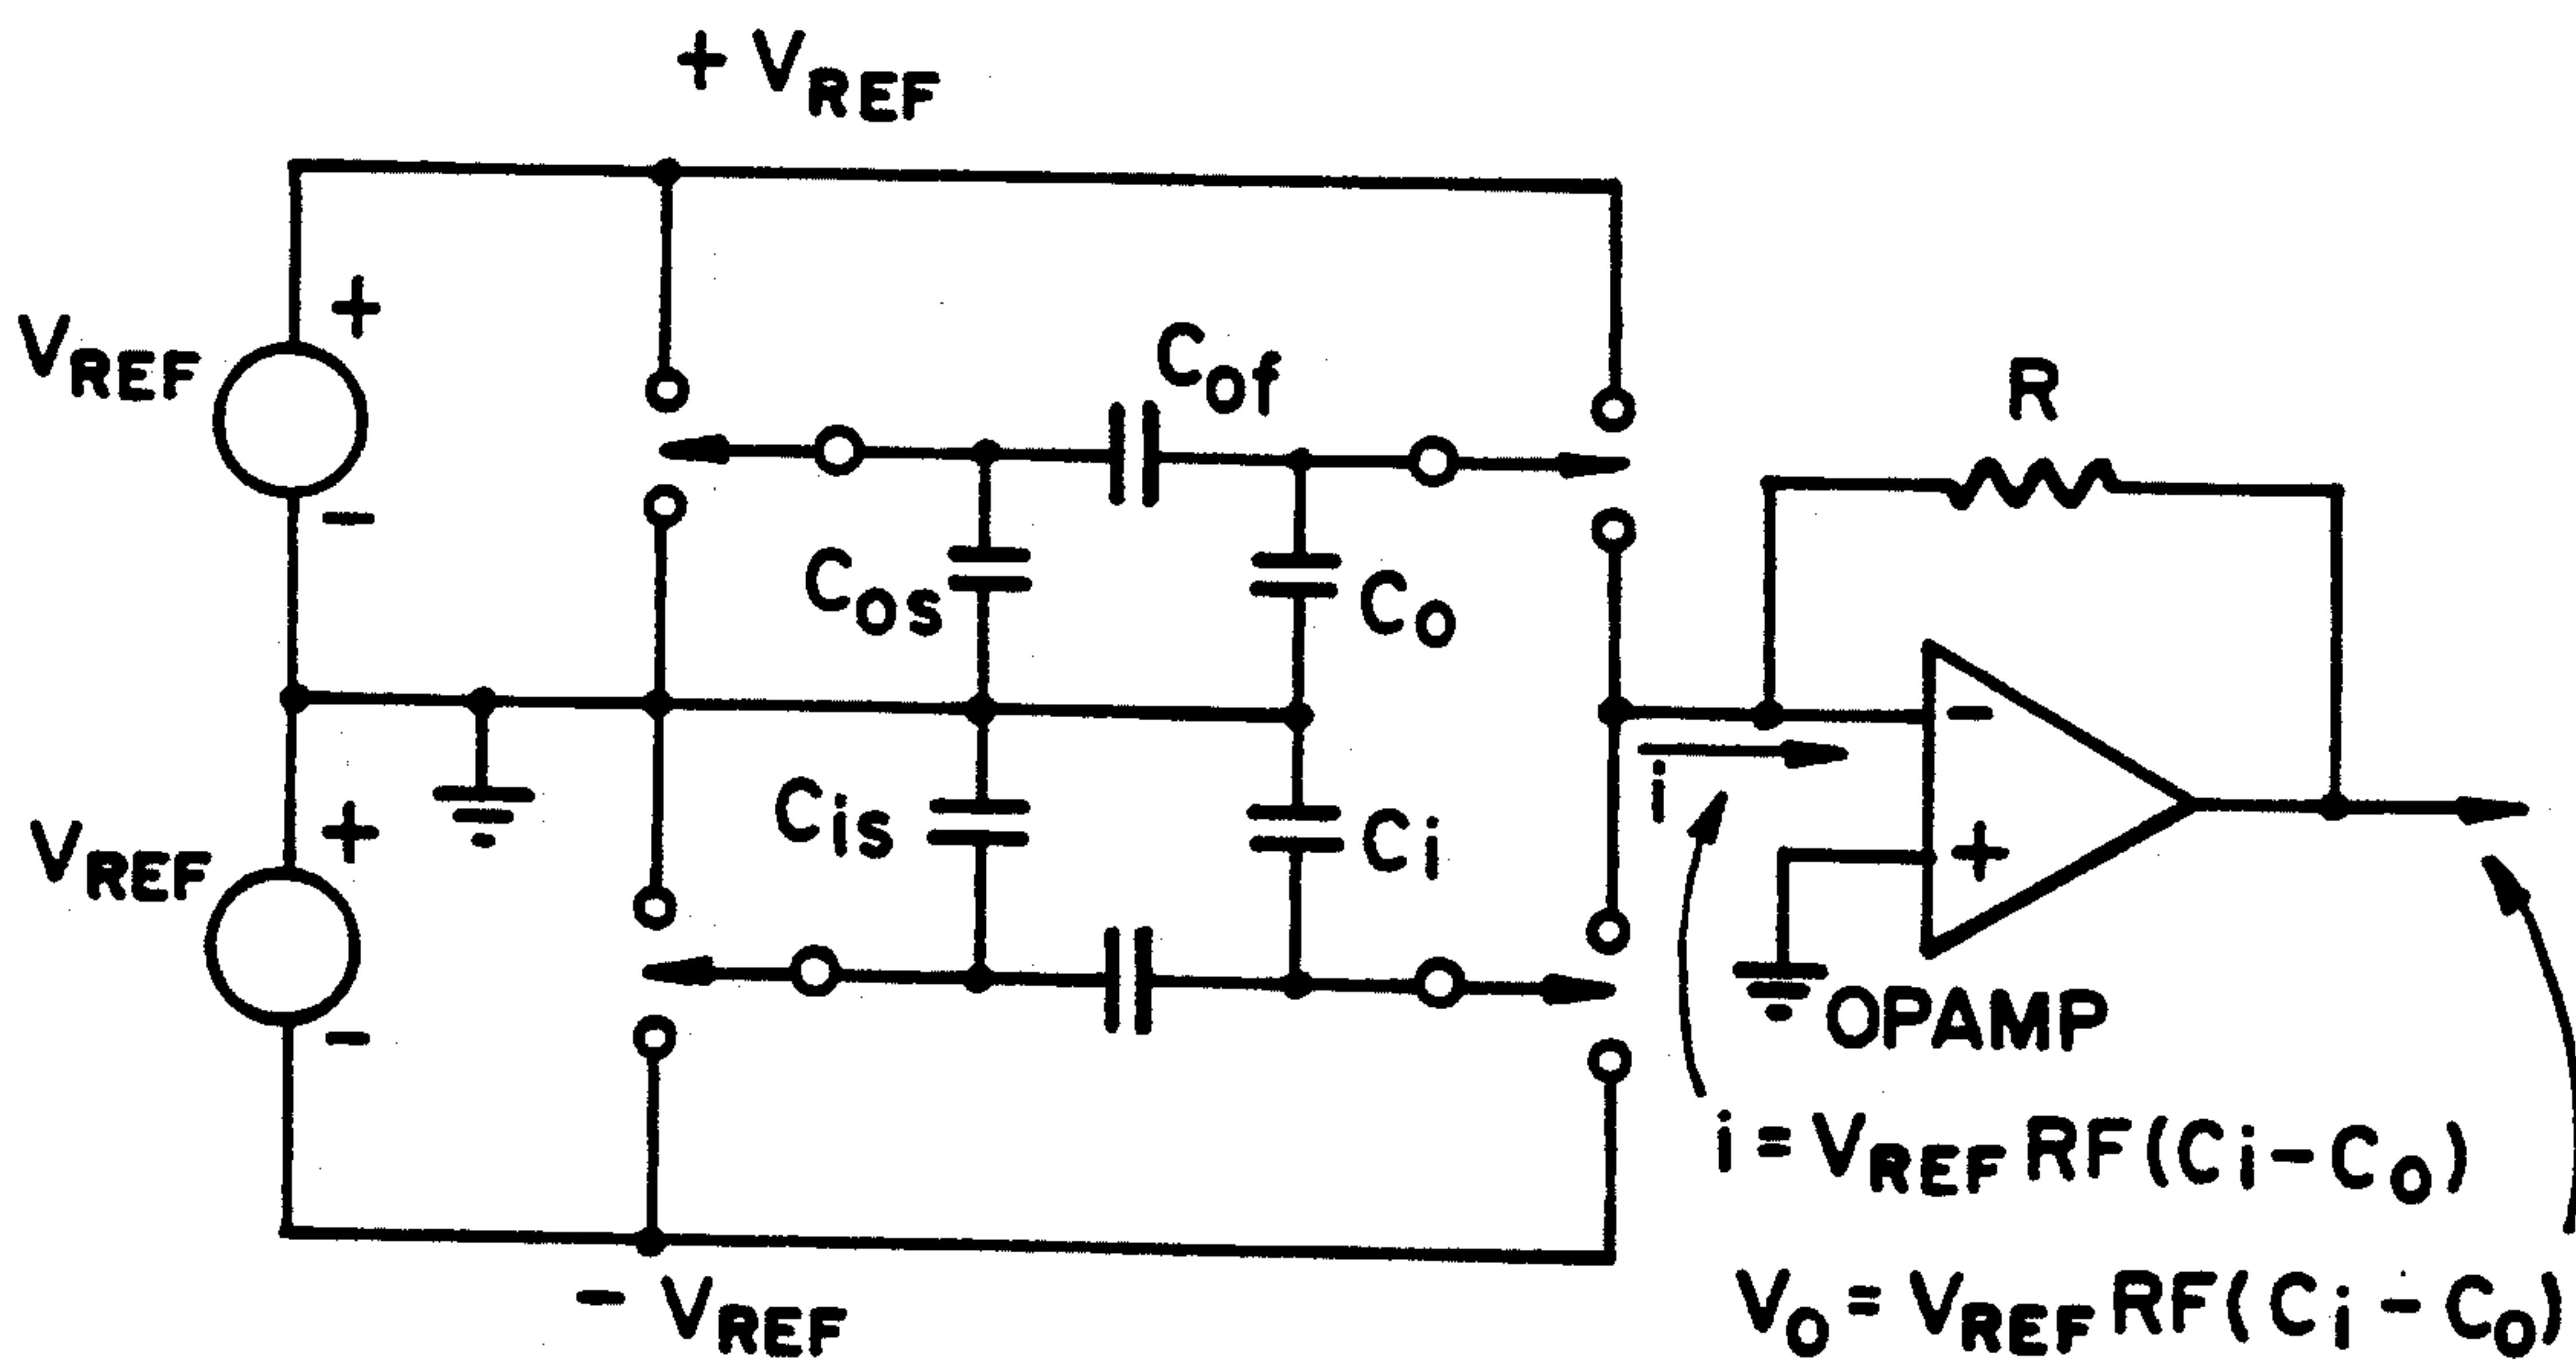 + VREF
VREF
+
-
Cof
R
Cos
Co
Cis
Ci
i
-
+
VREF
+
-
OPAMP
i = VREF RF (Ci - Co)
- VREF
Vo = VREF RF (Ci - Co)